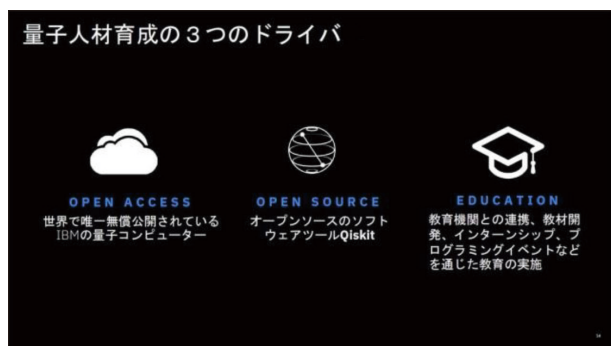 量子人材育成の３つのドライバ
OPEN ACCESS
世界で唯一無償公開されている
IBMの量子コンピューター
OPEN SOURCE
オープンソースのソフト
ウェアツールQiskit
EDUCATION
教育機関との連携、教材開
発、インターンシップ、プ
ログラミングイベントなど
を通じた教育の実施